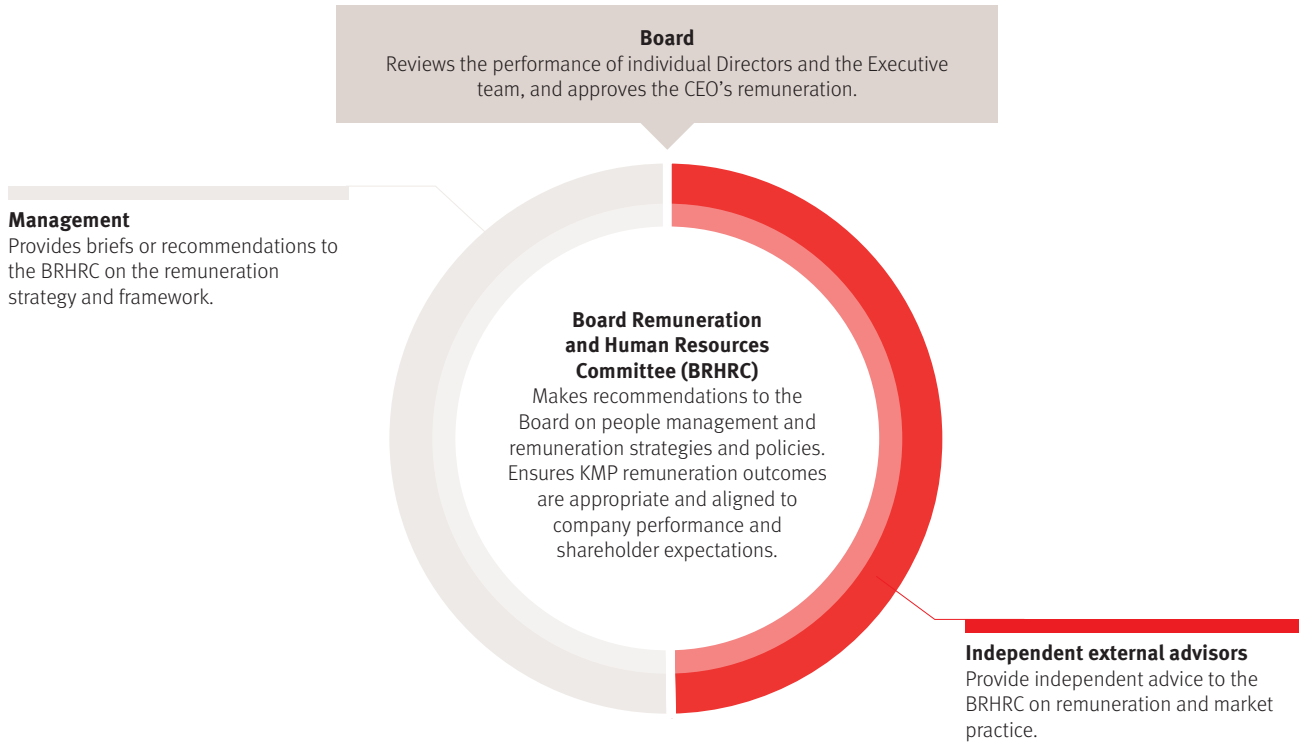 Board
Reviews the performance of individual Directors and the Executive
team, and approves the CEO’s remuneration.
Management
Provides briefs or recommendations to
the BRHRC on the remuneration
strategy and framework.
Board Remuneration
and Human Resources
Committee (BRHRC)
Makes recommendations to the
Board on people management and
remuneration strategies and policies.
Ensures KMP remuneration outcomes
are appropriate and aligned to
company performance and
shareholder expectations.
Independent external advisors
Provide independent advice to the
BRHRC on remuneration and market
practice.